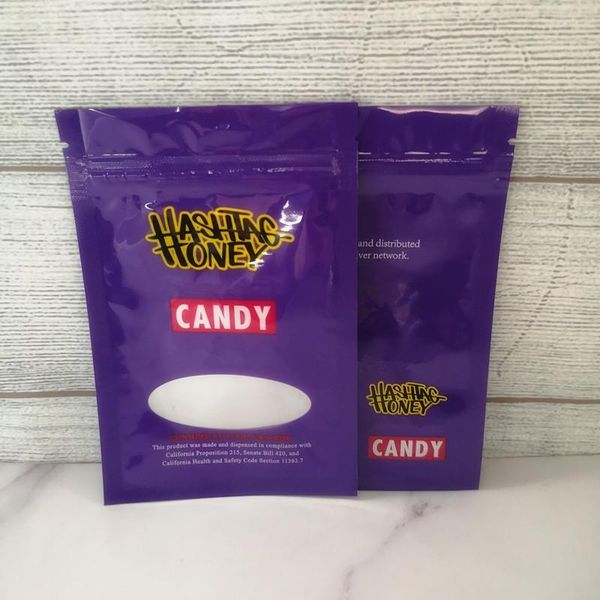 HASHTAG
HONEY
CANDY
This product was made and dispensed in compliance with
California Proposition 215, Senate Bill 420, and
California Health and Safety Code Section 11362.7
and distributed
ver network.
HASHTAG
HONEY
CANDY